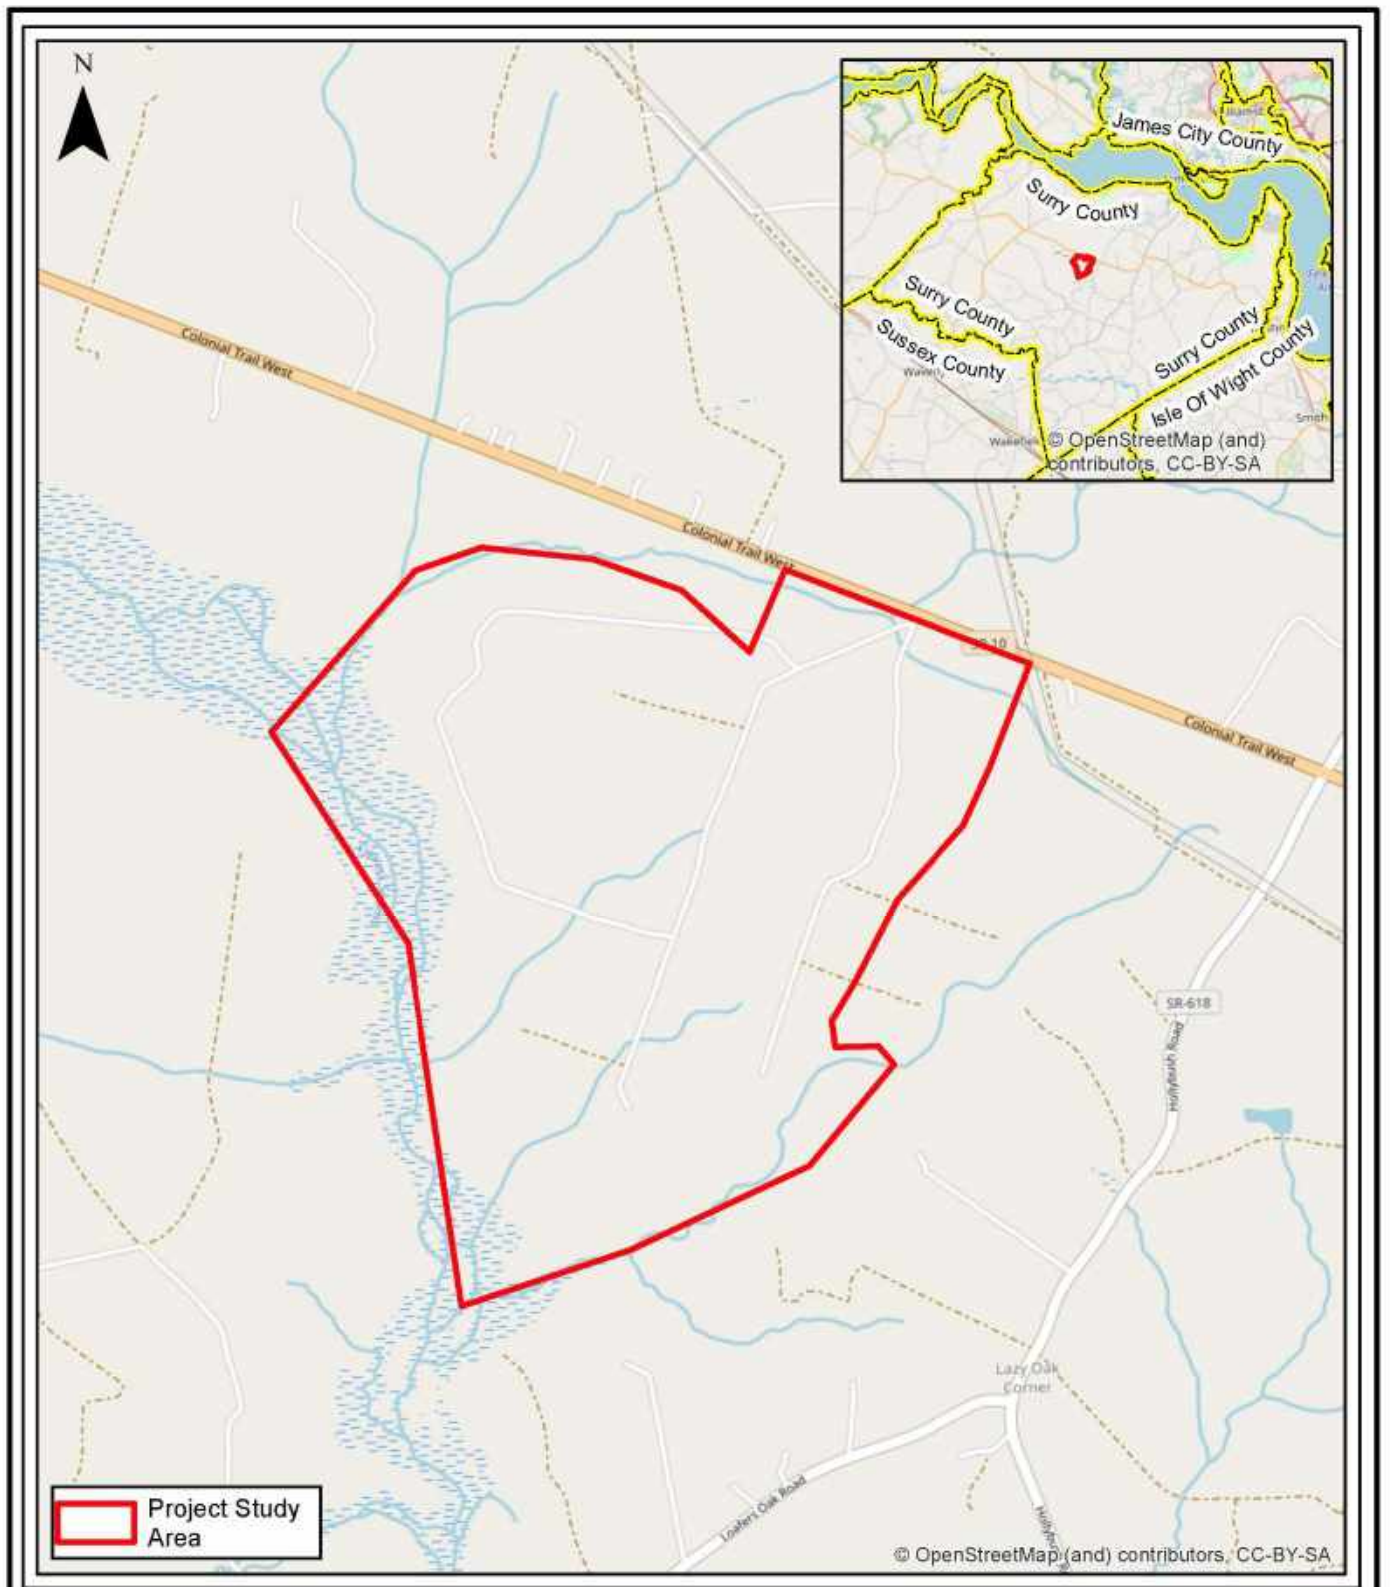 N
James City County
Surry County
Surry County
Sussex County
Surry County
Isle Of Wight County
Waverly
© OpenStreetMap (and)
contributors, CC-BY-SA
Colonial Trail West
Colonial Trail West
Colonial Trail West
SR-618
Hollybush Road
Lazy Oak
Corner
Loafers Oak Road
Project Study
Area
© OpenStreetMap (and) contributors, CC-BY-SA